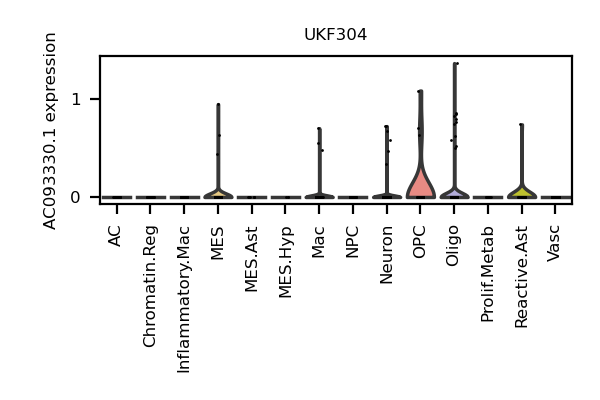 UKF304
AC093330.1 expression
1
0
AC
Chromatin.Reg
Inflammatory.Mac
MES
MES.Ast
MES.Hyp
Mac
NPC
Neuron
OPC
Oligo
Prolif.Metab
Reactive.Ast
Vasc